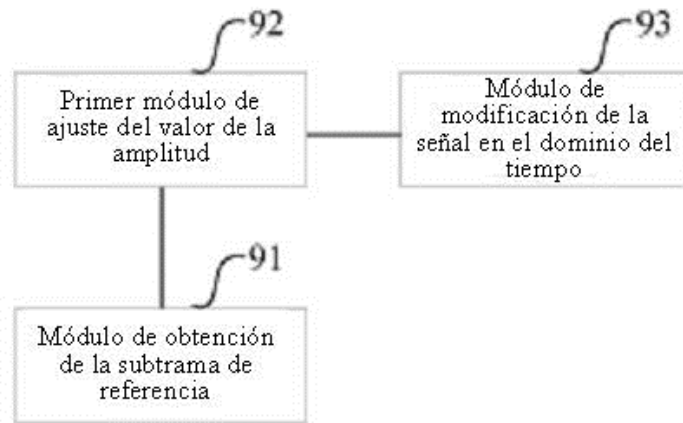 92
Primer módulo de
ajuste del valor de la
amplitud
93
Módulo de
modificación de la
señal en el dominio del
tiempo
91
Módulo de obtención
de la subtrama de
referencia